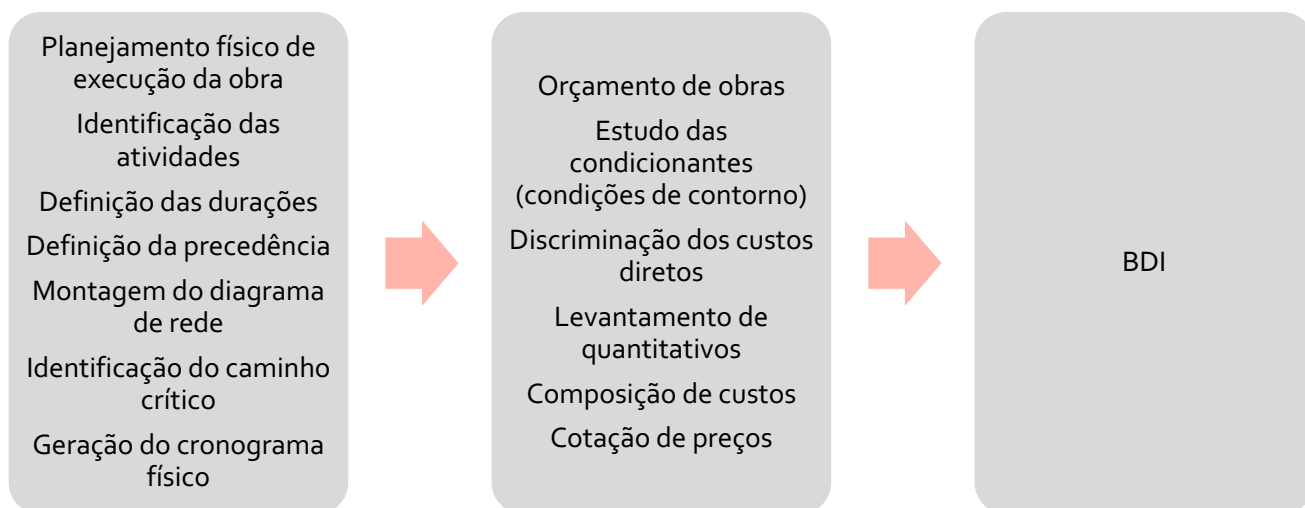 Planejamento físico de
execução da obra
Identificação das
atividades
Definição das durações
Definição da precedência
Montagem do diagrama
de rede
Identificação do caminho
crítico
Geração do cronograma
físico
Orçamento de obras
Estudo das
condicionantes
(condições de contorno)
Discriminação dos custos
diretos
Levantamento de
quantitativos
Composição de custos
Cotação de preços
BDI